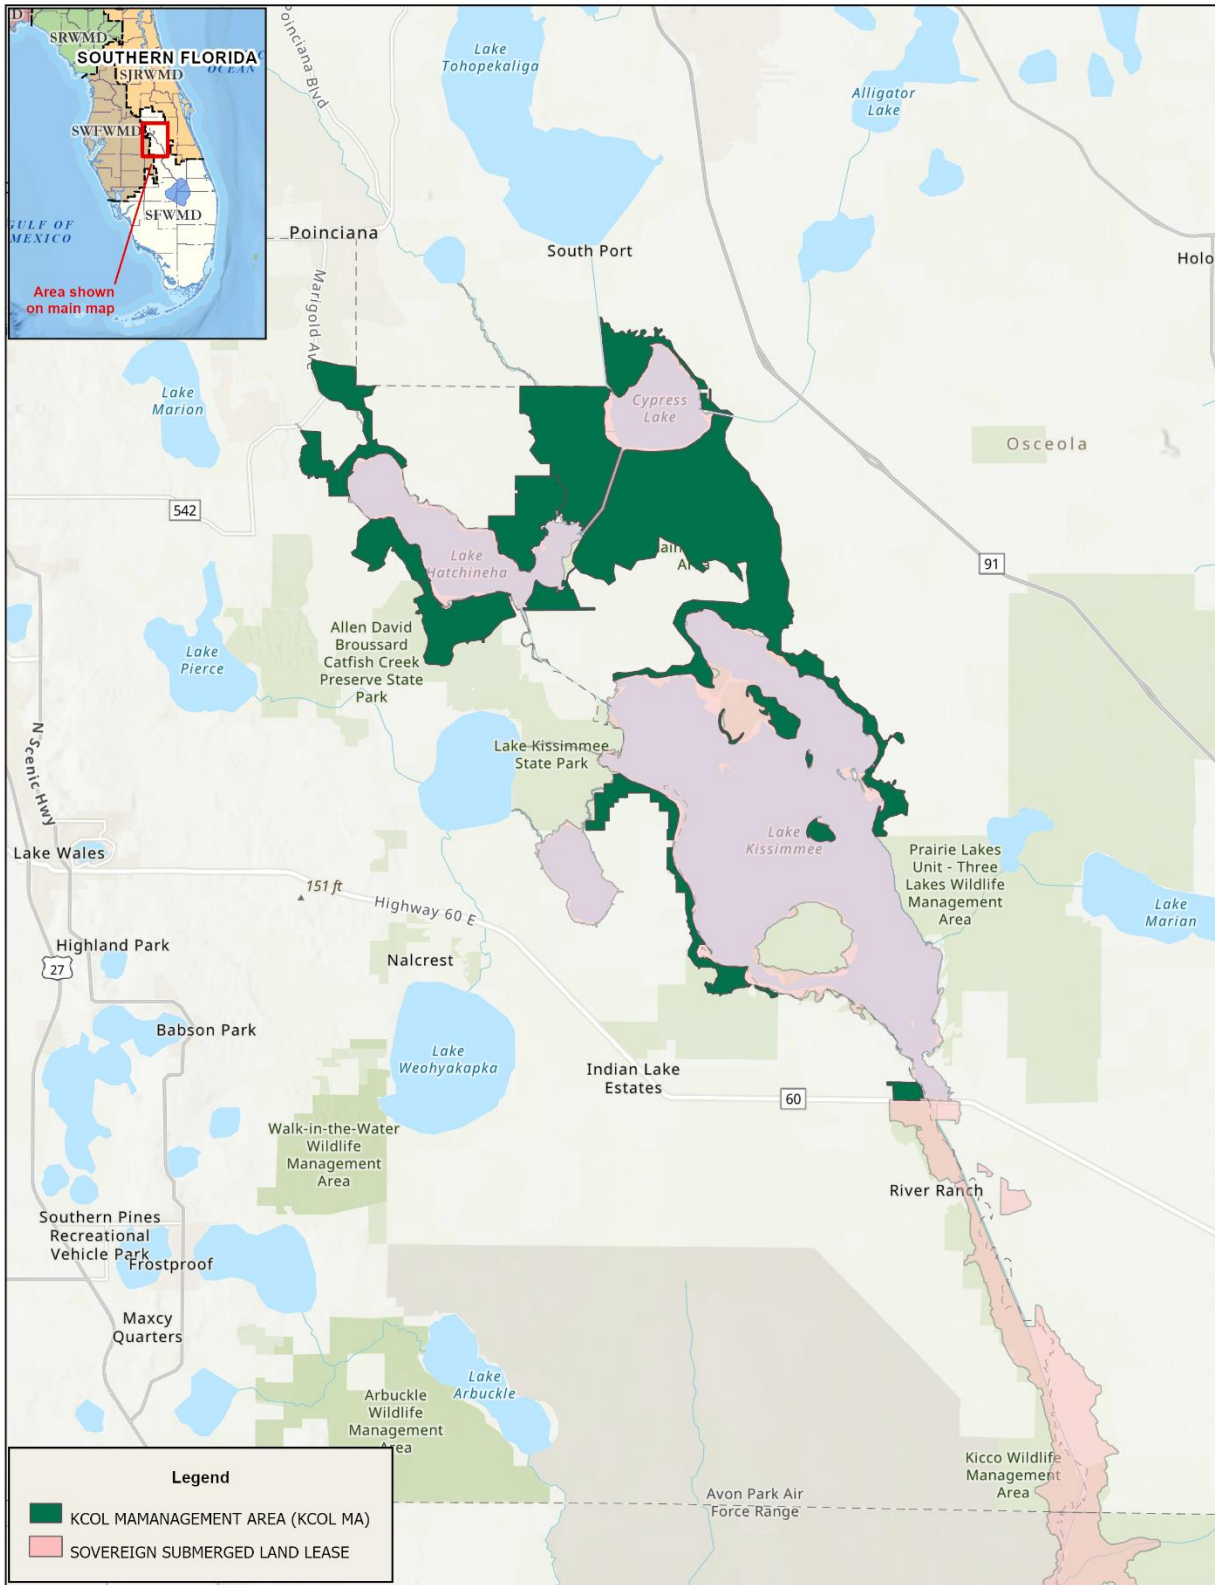 D
SRWMD
SOUTHERN FLORIDA
SJRWMD
OCEAN
SWFWMD
SFWMD
GULF OF
MEXICO
Area shown
on main map
Poinciana Blvd
Lake
Tohopekaliga
Alligator
Lake
Poinciana
South Port
Holo
Marigold Ave
Lake
Marion
Cypress
Lake
Osceola
542
Lake
Hatchineha
Area
91
Allen David
Broussard
Catfish Creek
Preserve State
Park
Lake
Pierce
N Scenic Hwy
Lake Kissimmee
State Park
Lake
Kissimmee
Lake Wales
Prairie Lakes
Unit - Three
Lakes Wildlife
Management
Area
151 ft
Highway 60 E
Lake
Marian
Highland Park
27
Nalcrest
Babson Park
Lake
Weohyakapka
Indian Lake
Estates
60
Walk-in-the-Water
Wildlife
Management
Area
River Ranch
Southern Pines
Recreational
Vehicle Park
Frostproof
Maxcy
Quarters
Lake
Arbuckle
Arbuckle
Wildlife
Management
Area
Kicco Wildlife
Management
Area
Avon Park Air
Force Range
Legend
KCOL MAMANAGEMENT AREA (KCOL MA)
SOVEREIGN SUBMERGED LAND LEASE